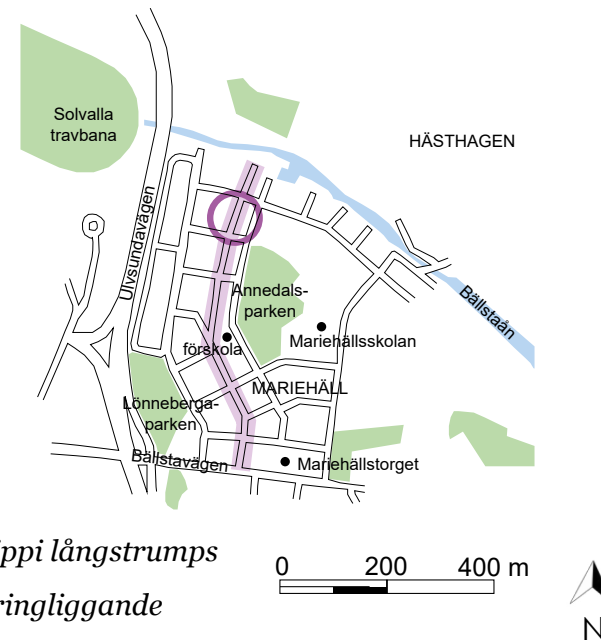 Solvalla
travbana
HÄSTHAGEN
Ulvsundavägen
Annedals-
parken
Bällstaån
Mariehällsskolan
förskola
MARIEHÄLL
Lönneberga-
parken
Bällstavägen
Mariehällstorget
ippi långstrumps
ringliggande
0 200 400 m
N